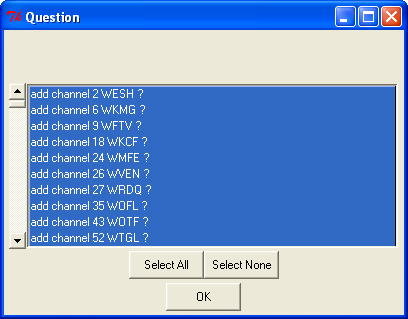 Question
add channel 2 WESH ?
add channel 6 WKMG ?
add channel 9 WFTV ?
add channel 18 WKCF ?
add channel 24 WMFE ?
add channel 26 WVEN ?
add channel 27 WRDQ ?
add channel 35 WOFL ?
add channel 43 WOTF ?
add channel 52 WTGL ?
Select All Select None
OK